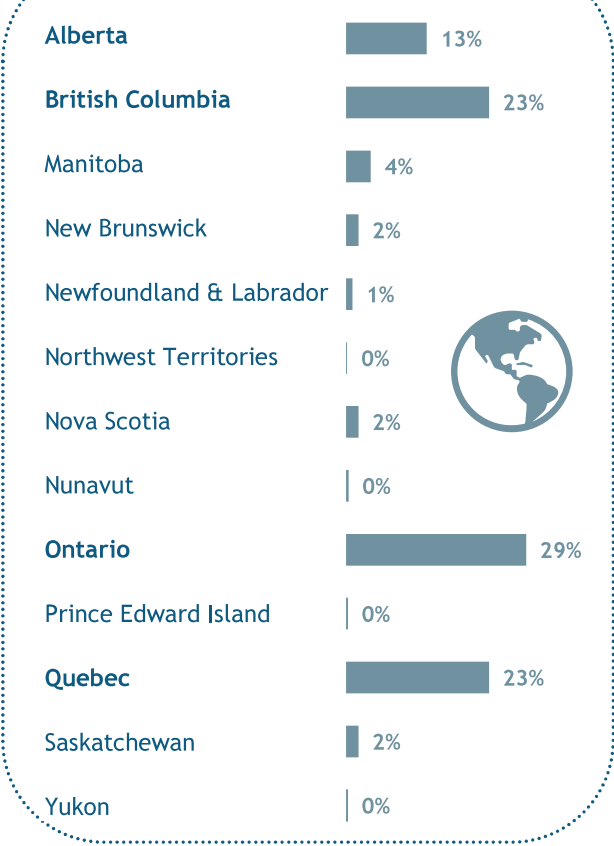 Alberta 13%
British Columbia 23%
Manitoba 4%
New Brunswick 2%
Newfoundland & Labrador 1%
Northwest Territories 0%
Nova Scotia 2%
Nunavut 0%
Ontario 29%
Prince Edward Island 0%
Quebec 23%
Saskatchewan 2%
Yukon 0%